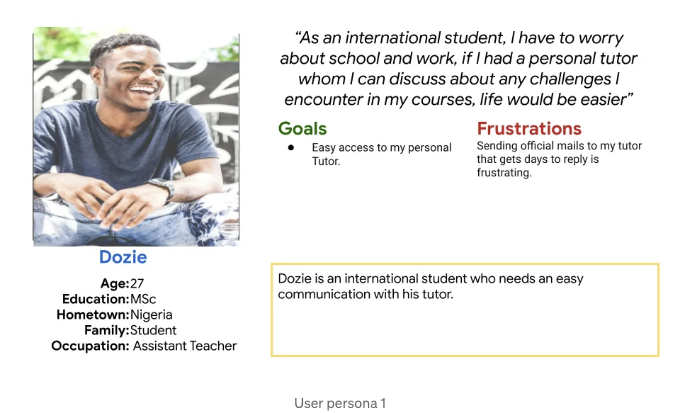 “As an international student, I have to worry
about school and work, if I had a personal tutor
whom I can discuss about any challenges I
encounter in my courses, life would be easier”
Goals
● Easy access to my personal
Tutor.
Frustrations
Sending official mails to my tutor
that gets days to reply is
frustrating.
Dozie
Age:27
Education:MSc
Hometown:Nigeria
Family:Student
Occupation: Assistant Teacher
Dozie is an international student who needs an easy
communication with his tutor.
User persona 1